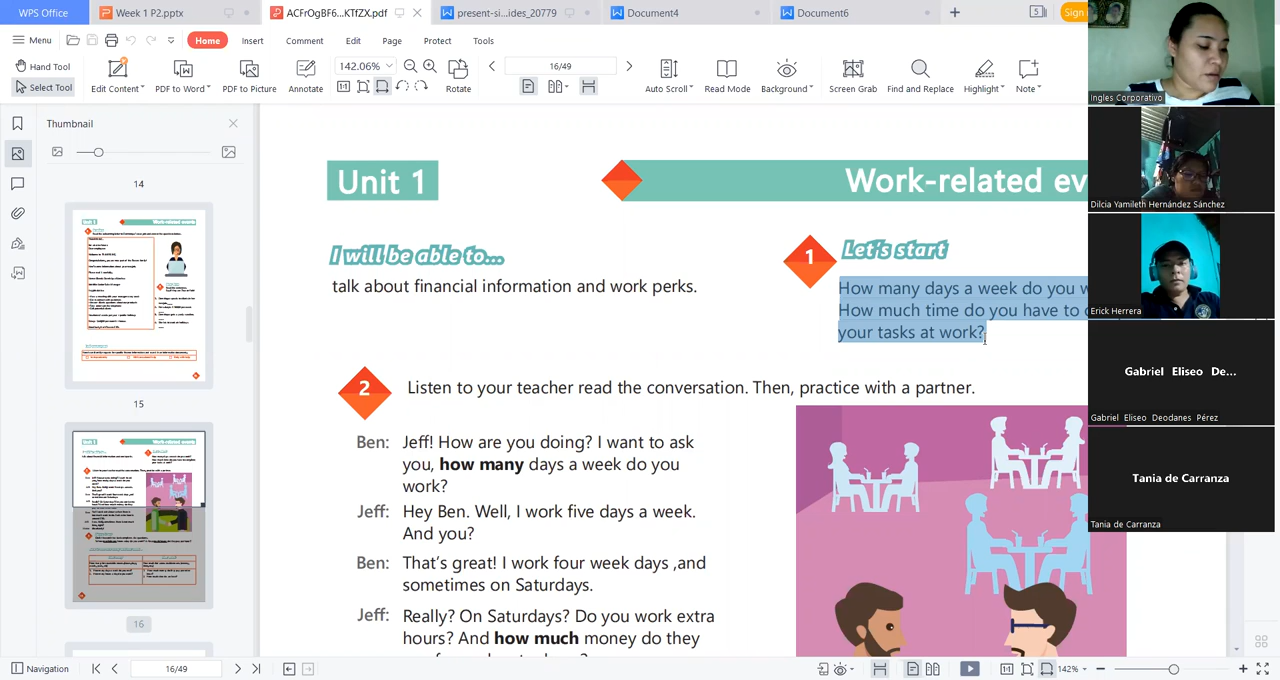 WPS Office
Week 1 P2.pptx
ACFrOgBF6...KTfZX.pdf
present-si...ides_20779
Document4
Document6
5
Sign
Menu
Home
Insert
Comment
Edit
Page
Protect
Tools
Hand Tool
Select Tool
Edit Content
PDF to Word
PDF to Picture
Annotate
142.06%
Rotate
16/49
Auto Scroll
Read Mode
Background
Screen Grab
Find and Replace
Highlight
Note
Thumbnail
14
15
16
Unit 1
Work-related ev
I will be able to...
talk about financial information and work perks.
1
Let's start
How many days a week do you w
How much time do you have to
your tasks at work?
2
Listen to your teacher read the conversation. Then, practice with a partner.
Ben: Jeff! How are you doing? I want to ask
you, how many days a week do you
work?
Jeff: Hey Ben. Well, I work five days a week.
And you?
Ben: That's great! I work four week days ,and
sometimes on Saturdays.
Jeff: Really? On Saturdays? Do you work extra
hours? And how much money do they
Ingles Corporativo
Dilcia Yamileth Hernández Sánchez
Erick Herrera
Gabriel Eliseo De...
Gabriel Eliseo Deodanes Pérez
Tania de Carranza
Tania de Carranza
Navigation
16/49
142%